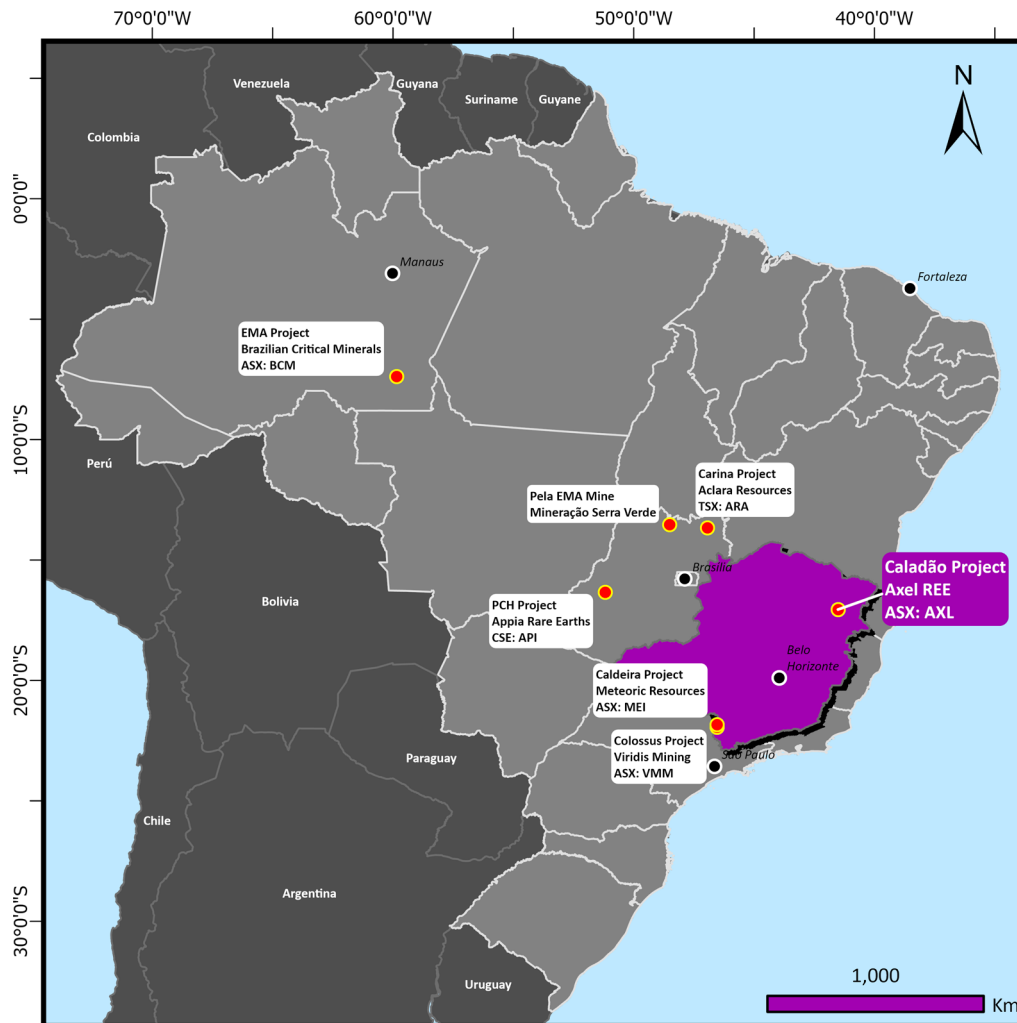 70°0'0"W
60°0'0"W
50°0'0"W
40°0'0"W
0°0'0"
10°0'0"S
20°0'0"S
30°0'0"S
N
Venezuela
Guyana
Suriname
Guyane
Colombia
Manaus
Fortaleza
EMA Project
Brazilian Critical Minerals
ASX: BCM
Perú
Carina Project
Aclara Resources
TSX: ARA
Pela EMA Mine
Mineração Serra Verde
Brasília
Caladão Project
Axel REE
ASX: AXL
Bolivia
PCH Project
Appia Rare Earths
CSE: API
Belo
Horizonte
Caldeira Project
Meteoric Resources
ASX: MEI
Colossus Project
Viridis Mining
ASX: VMM
São Paulo
Paraguay
Chile
Argentina
Uruguay
1,000
Km